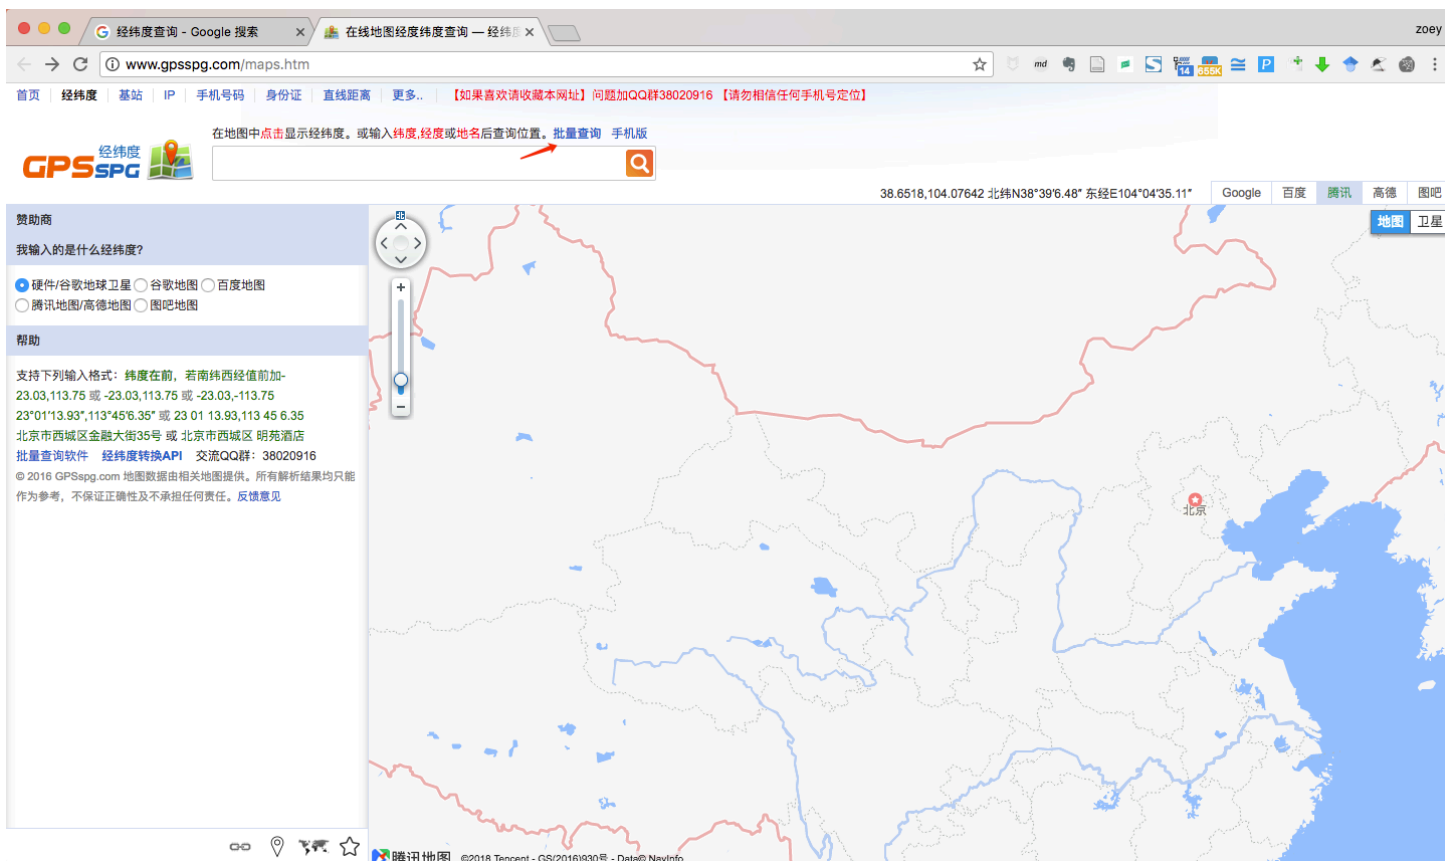 经纬度查询 - Google 搜索
在线地图经度纬度查询 — 经纬度
zoey
www.gpsspg.com/maps.htm
md
14
655K
P
首页 经纬度 基站 IP 手机号码 身份证 直线距离 更多.. 【如果喜欢请收藏本网址】问题加QQ群38020916 【请勿相信任何手机号定位】
在地图中点击显示经纬度。或输入纬度,经度或地名后查询位置。批量查询 手机版
GPSSPG 经纬度
38.6518,104.07642 北纬N38°39′6.48″ 东经E104°04′35.11″ Google 百度 腾讯 高德 图吧
赞助商
地图 卫星
我输入的是什么经纬度?
硬件/谷歌地球卫星 谷歌地图 百度地图
腾讯地图/高德地图 图吧地图
帮助
支持下列输入格式：纬度在前，若南纬西经值前加-
23.03,113.75 或 -23.03,113.75 或 -23.03,-113.75
23°01'13.93",113°45'6.35" 或 23 01 13.93,113 45 6.35
北京市西城区金融大街35号 或 北京市西城区 明苑酒店
批量查询软件 经纬度转换API 交流QQ群：38020916
© 2016 GPSspg.com 地图数据由相关地图提供。所有解析结果均只能
作为参考，不保证正确性及不承担任何责任。反馈意见
北京
腾讯地图 ©2018 Tencent - GS(2016)930号 - Data© NavInfo